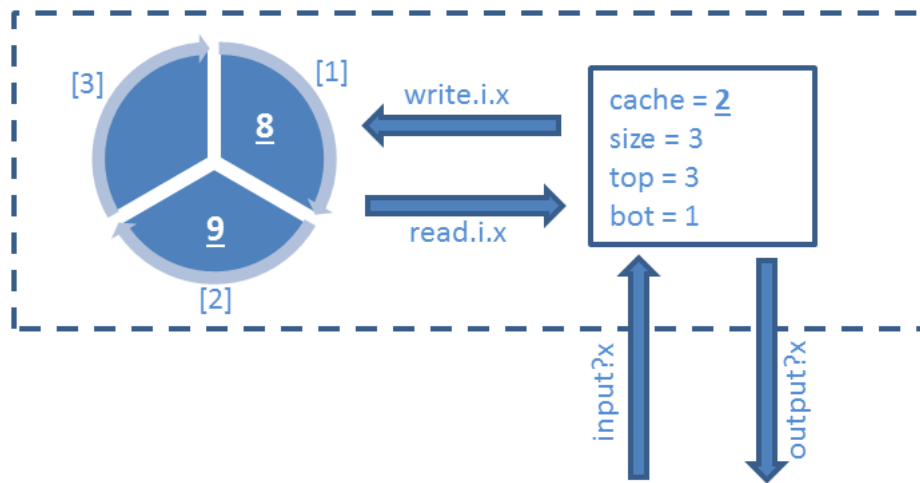 [3]
[1]
8
9
[2]
write.i.x
read.i.x
cache = 2
size = 3
top = 3
bot = 1
input?x
output?x